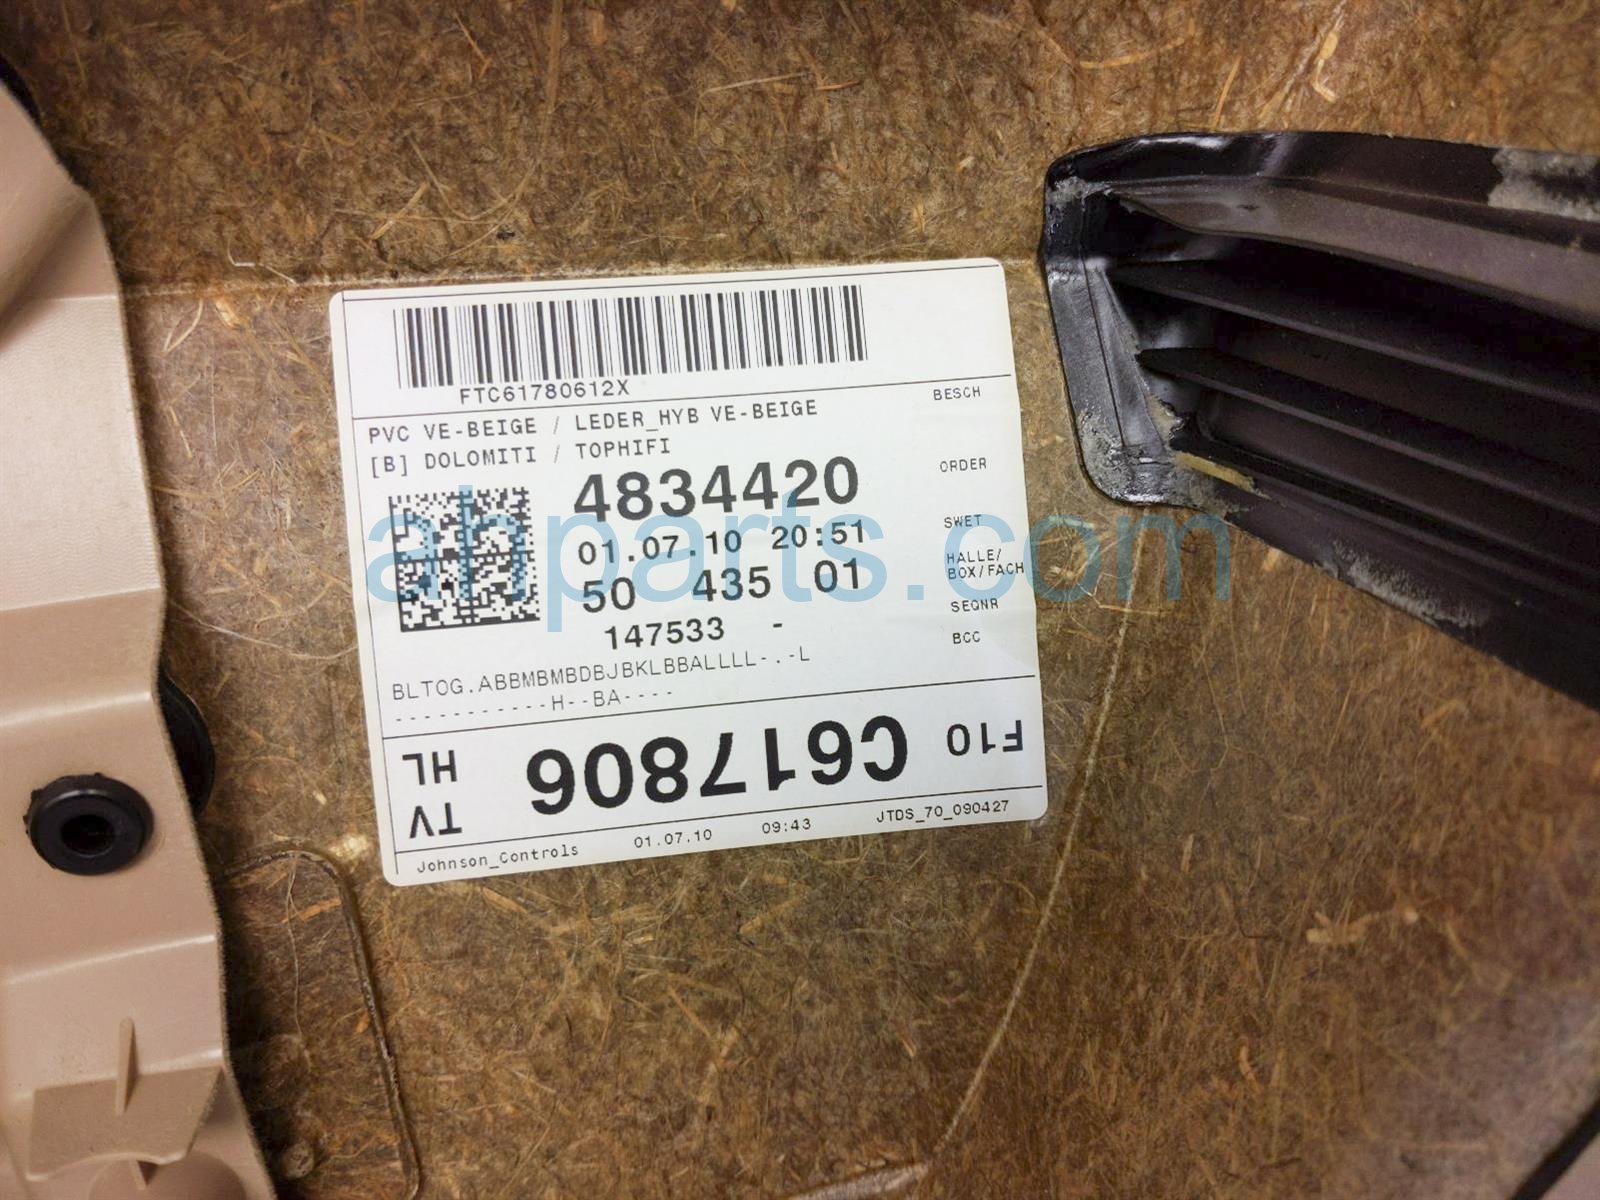 FTC61780612X
PVC VE-BEIGE / LEDER_HYB VE-BEIGE BESCH
[B] DOLOMITI / TOPHIFI
4834420 ORDER
01.07.10 20:51 SWET
50 435 01 HALLE/
BOX/FACH
147533 - SEQNR
BCC
BLTOG.ABBMBMBDBJBKLBBALLLL-.-L
-----------H--BA----
F10 C617806 TV
HL
Johnson_Controls 01.07.10 09:43 JTDS_70_090427
ahparts.com